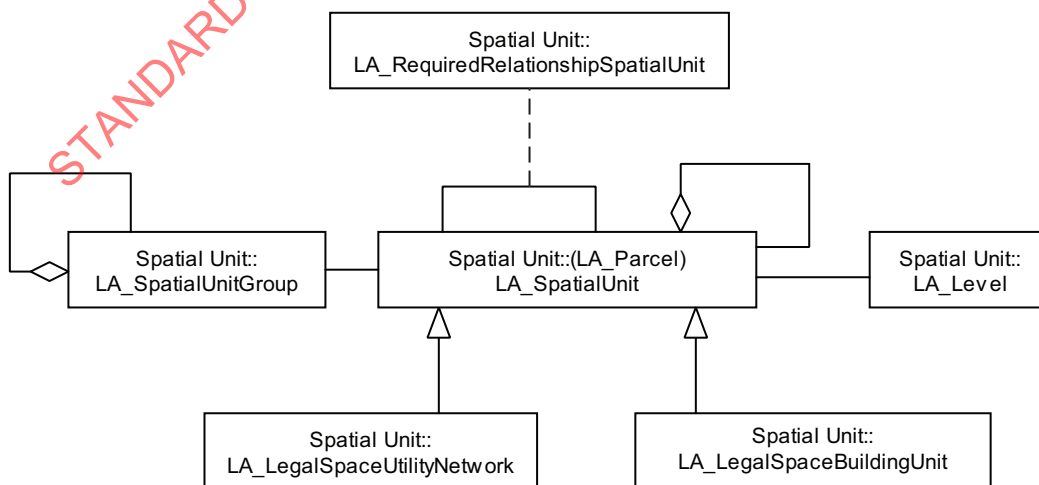 STANDARD
Spatial Unit::
LA_RequiredRelationshipSpatialUnit
Spatial Unit::
LA_SpatialUnitGroup
Spatial Unit::(LA_Parcel)
LA_SpatialUnit
Spatial Unit::
LA_Level
Spatial Unit::
LA_LegalSpaceUtilityNetwork
Spatial Unit::
LA_LegalSpaceBuildingUnit